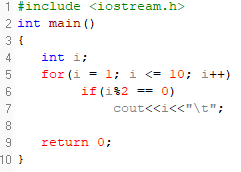 1 #include <iostream.h>
2 int main()
3 {
4     int i;
5     for(i = 1; i <= 10; i++)
6         if(i%2 == 0)
7             cout<<i<<"\t";
8
9     return 0;
10 }